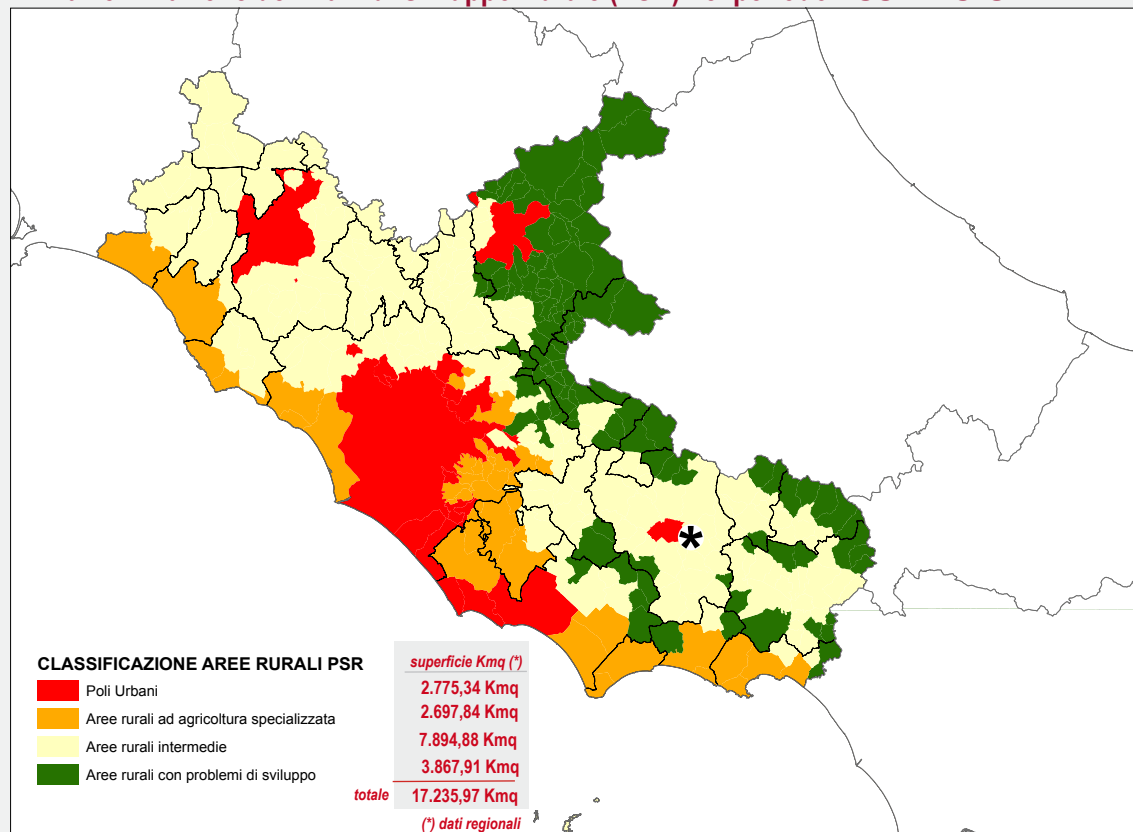 CLASSIFICAZIONE AREE RURALI PSR
superficie Kmq (*)
Poli Urbani
2.775,34 Kmq
Aree rurali ad agricoltura specializzata
2.697,84 Kmq
Aree rurali intermedie
7.894,88 Kmq
Aree rurali con problemi di sviluppo
3.867,91 Kmq
totale 17.235,97 Kmq
(*) dati regionali
*